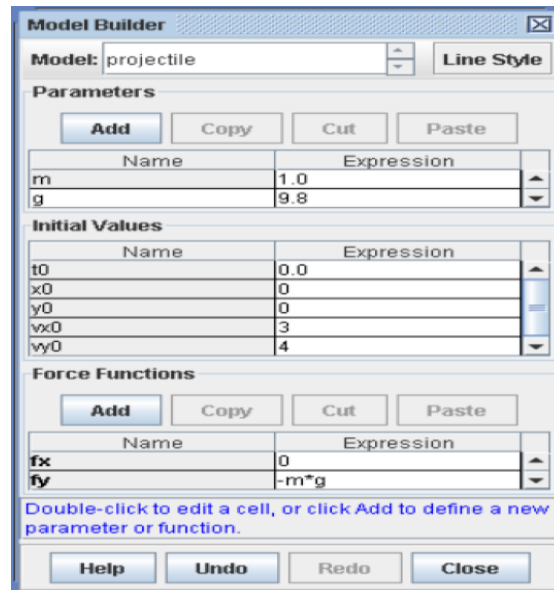 Model Builder
Model: projectile Line Style
Parameters
Add Copy Cut Paste
Name Expression
m 1.0
g 9.8
Initial Values
Name Expression
t0 0.0
x0 0
y0 0
vx0 3
vy0 4
Force Functions
Add Copy Cut Paste
Name Expression
fx 0
fy -m*g
Double-click to edit a cell, or click Add to define a new
parameter or function.
Help Undo Redo Close